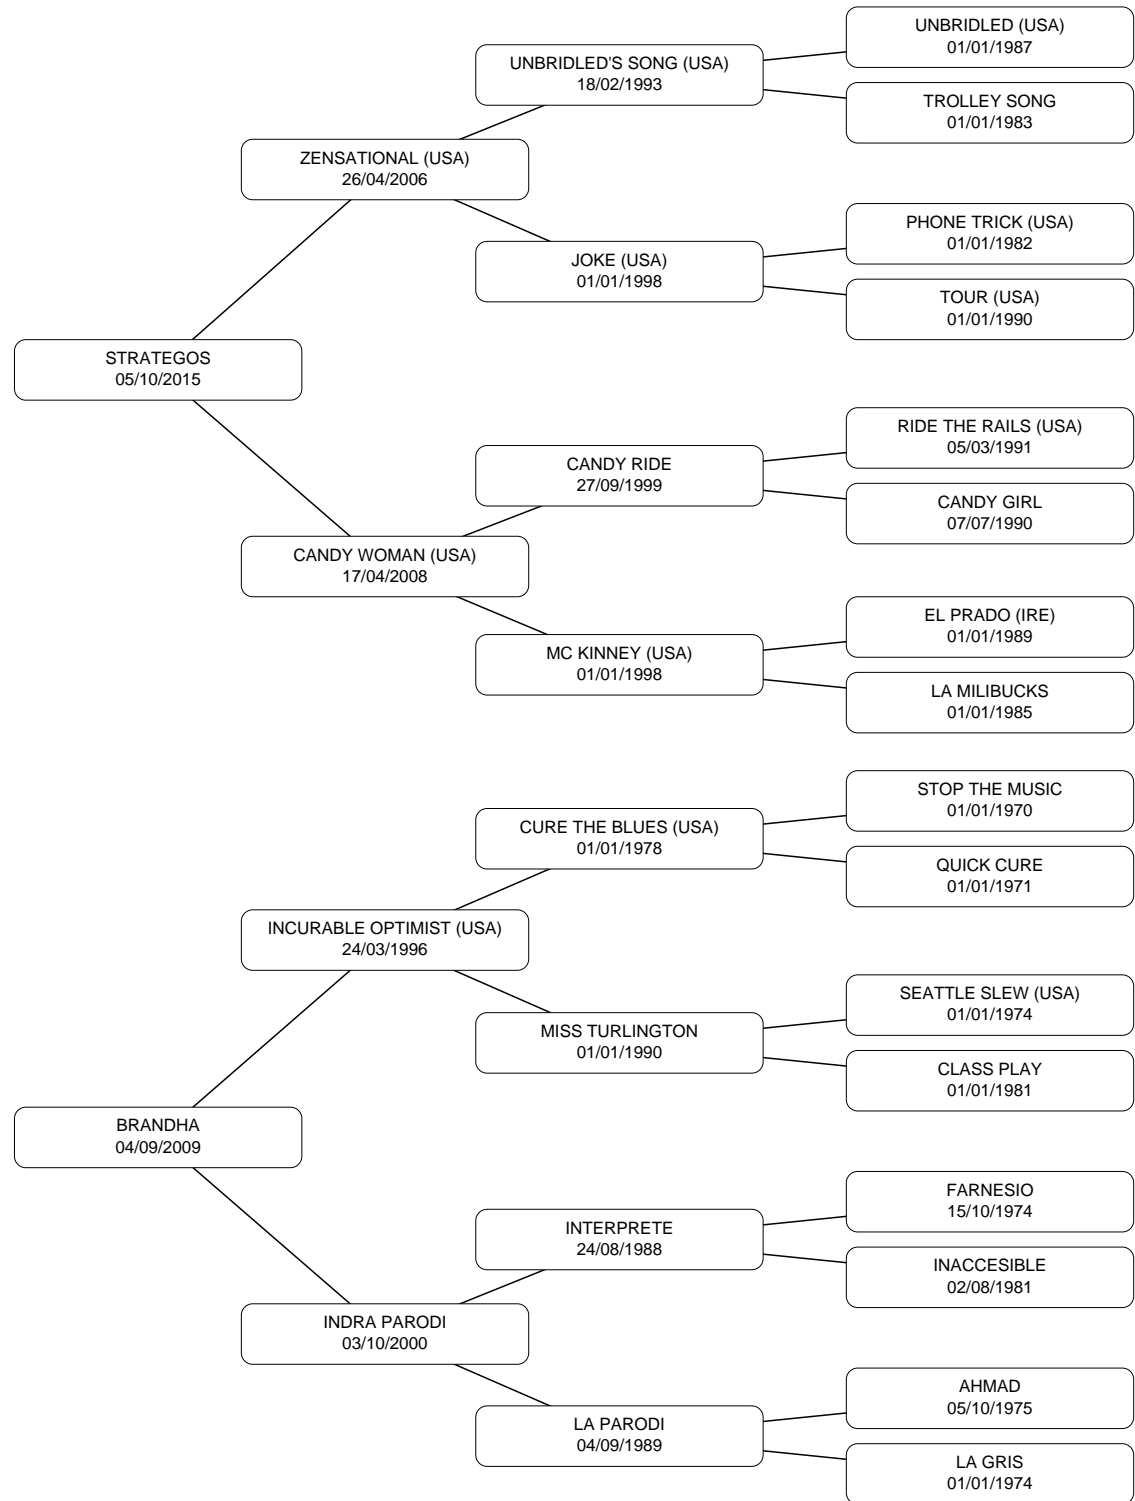 UNBRIDLED (USA)
01/01/1987
UNBRIDLED'S SONG (USA)
18/02/1993
TROLLEY SONG
01/01/1983
ZENSATIONAL (USA)
26/04/2006
PHONE TRICK (USA)
01/01/1982
JOKE (USA)
01/01/1998
TOUR (USA)
01/01/1990
STRATEGOS
05/10/2015
RIDE THE RAILS (USA)
05/03/1991
CANDY RIDE
27/09/1999
CANDY GIRL
07/07/1990
CANDY WOMAN (USA)
17/04/2008
EL PRADO (IRE)
01/01/1989
MC KINNEY (USA)
01/01/1998
LA MILIBUCKS
01/01/1985
STOP THE MUSIC
01/01/1970
CURE THE BLUES (USA)
01/01/1978
QUICK CURE
01/01/1971
INCURABLE OPTIMIST (USA)
24/03/1996
SEATTLE SLEW (USA)
01/01/1974
MISS TURLINGTON
01/01/1990
CLASS PLAY
01/01/1981
BRANDHA
04/09/2009
FARNESIO
15/10/1974
INTERPRETE
24/08/1988
INACCESIBLE
02/08/1981
INDRA PARODI
03/10/2000
AHMAD
05/10/1975
LA PARODI
04/09/1989
LA GRIS
01/01/1974